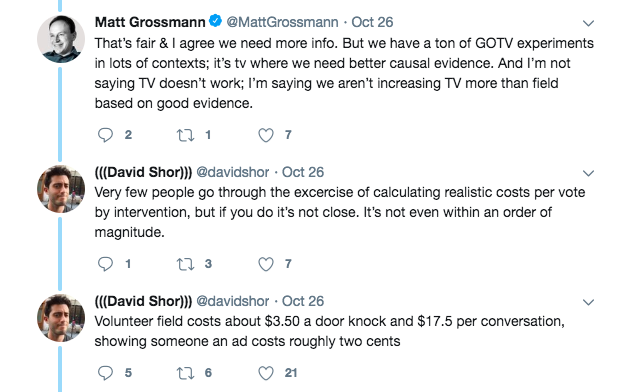 Matt Grossmann @MattGrossmann · Oct 26
That's fair & I agree we need more info. But we have a ton of GOTV experiments
in lots of contexts; it's tv where we need better causal evidence. And I'm not
saying TV doesn't work; I'm saying we aren't increasing TV more than field
based on good evidence.
2 1 7
(((David Shor))) @davidshor · Oct 26
Very few people go through the excercise of calculating realistic costs per vote
by intervention, but if you do it's not close. It's not even within an order of
magnitude.
1 3 7
(((David Shor))) @davidshor · Oct 26
Volunteer field costs about $3.50 a door knock and $17.5 per conversation,
showing someone an ad costs roughly two cents
5 6 21